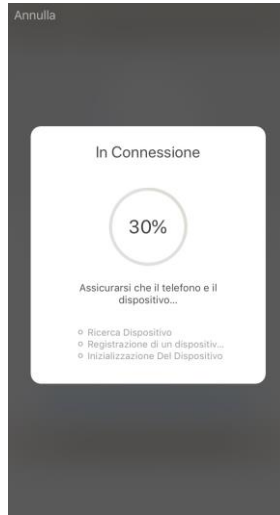 Annulla
In Connessione
30%
Assicurarsi che il telefono e il
dispositivo...
Ricerca Dispositivo
Registrazione di un dispositiv...
Inizializzazione Del Dispositivo